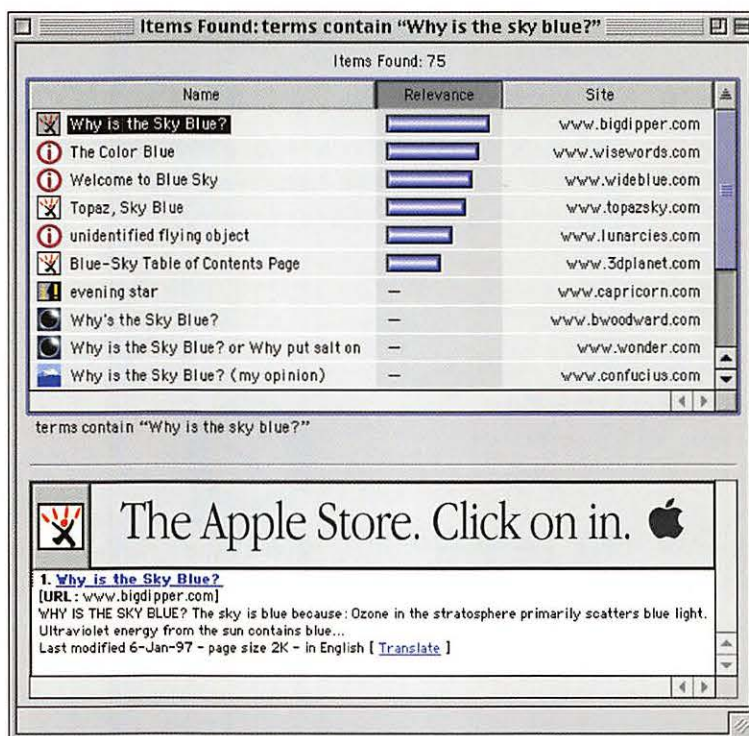 Items Found: terms contain “Why is the sky blue?”
Items Found: 75
Name Relevance Site
Why is the Sky Blue? www.bigdipper.com
The Color Blue www.wisewords.com
Welcome to Blue Sky www.wideblue.com
Topaz, Sky Blue www.topazsky.com
unidentified flying object www.lunarcies.com
Blue-Sky Table of Contents Page www.3dplanet.com
evening star – www.capricorn.com
Why's the Sky Blue? – www.bwoodward.com
Why is the Sky Blue? or Why put salt on – www.wonder.com
Why is the Sky Blue? (my opinion) – www.confucius.com
terms contain “Why is the sky blue?”
The Apple Store. Click on in.
1. Why is the Sky Blue?
[URL: www.bigdipper.com]
WHY IS THE SKY BLUE? The sky is blue because: Ozone in the stratosphere primarily scatters blue light.
Ultraviolet energy from the sun contains blue...
Last modified 6-Jan-97 - page size 2K - in English [ Translate ]